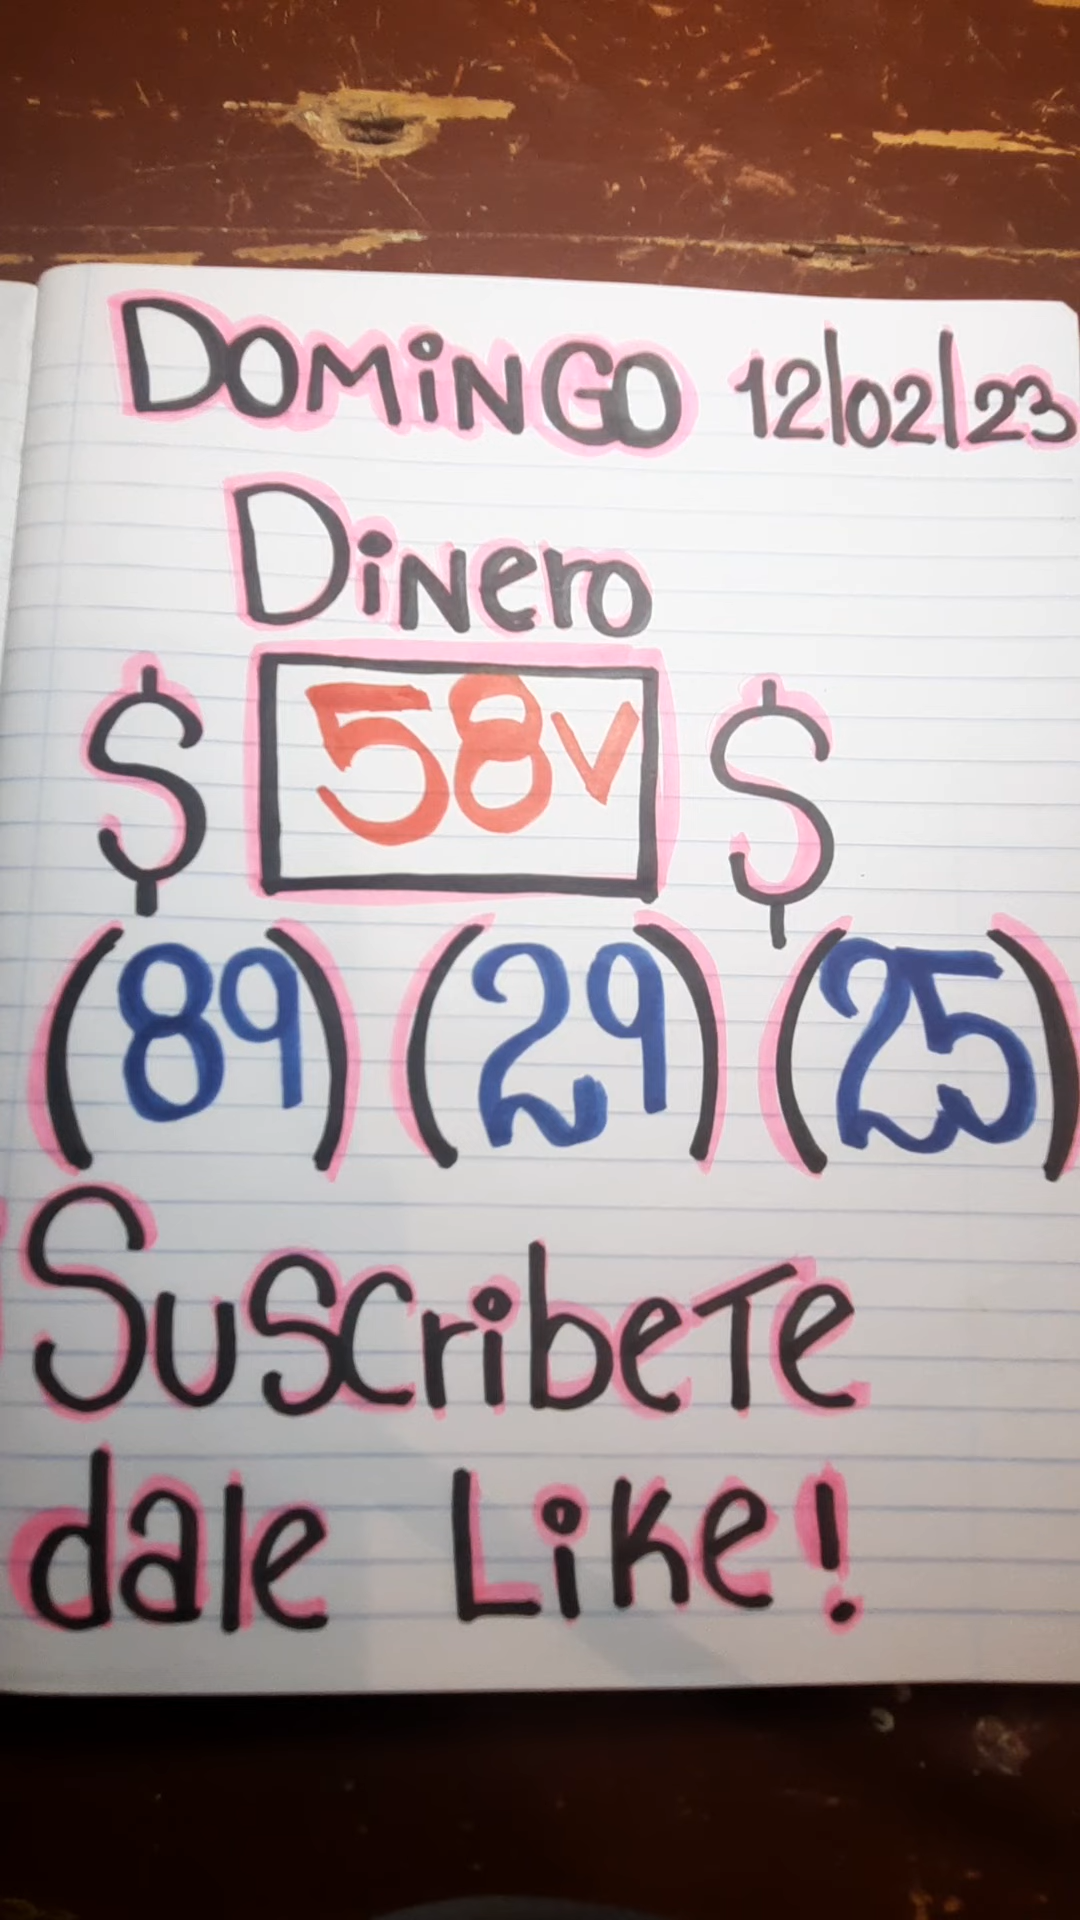 DOMiNGO 12/02/23
DiNero
$ 58v $
(89) (29) (25)
SuScribeTe
dale LiKe!